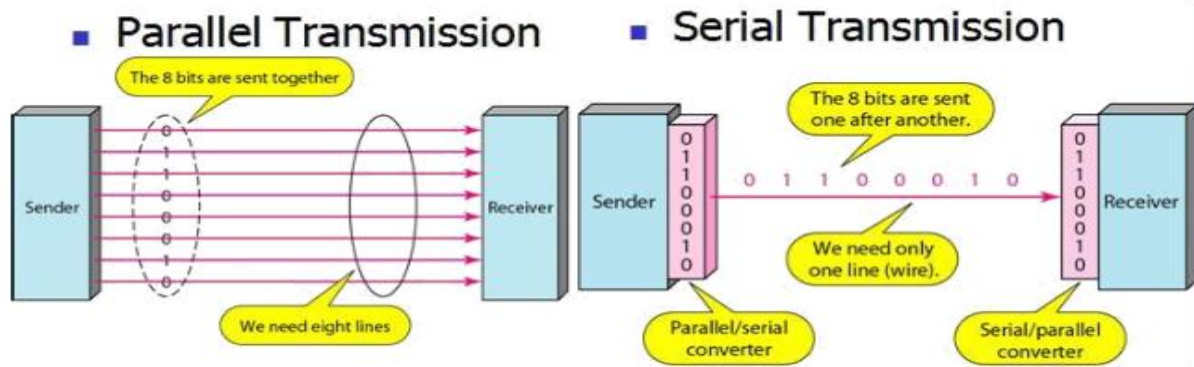 ▪ Parallel Transmission
The 8 bits are sent together
Sender
0
1
1
0
0
0
1
0
Receiver
We need eight lines
▪ Serial Transmission
The 8 bits are sent
one after another.
Sender
0
1
1
0
0
0
1
0
0 1 1 0 0 0 1 0
We need only
one line (wire).
0
1
1
0
0
0
1
0
Receiver
Parallel/serial
converter
Serial/parallel
converter